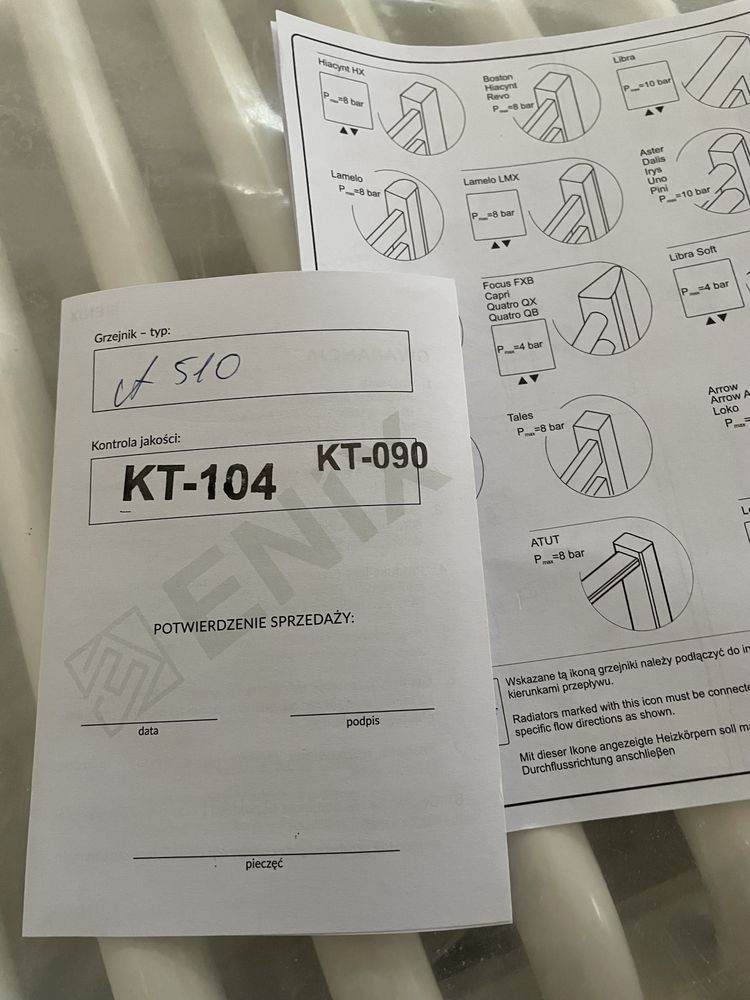 Hiacynt HX
Pmax=8 bar
▲▼
Boston
Hiacynt
Revo
Pmax=8 bar
Libra
Pmax=10 bar
▲▼
Lamelo
Pmax=8 bar
Lamelo LMX
Pmax=8 bar
▲▼
Aster
Dalis
Irys
Uno
Pini
Pmax=10 bar
Focus FXB
Capri
Quatro QX
Quatro QB
Pmax=4 bar
▲▼
Libra Soft
Pmax=4 bar
▲▼
Tales
Pmax=8 bar
Arrow
Arrow A
Loko
Pmax=
ATUT
Pmax=8 bar
Wskazane tą ikoną grzejniki należy podłączyć do in
kierunkami przepływu.
Radiators marked with this icon must be connecte
specific flow directions as shown.
Mit dieser Ikone angezeigte Heizkörpern soll m
Durchflussrichtung anschließen
Grzejnik – typ:
A 510
Kontrola jakości:
KT-104
KT-090
ENIX
POTWIERDZENIE SPRZEDAŻY:
data
podpis
pieczęć